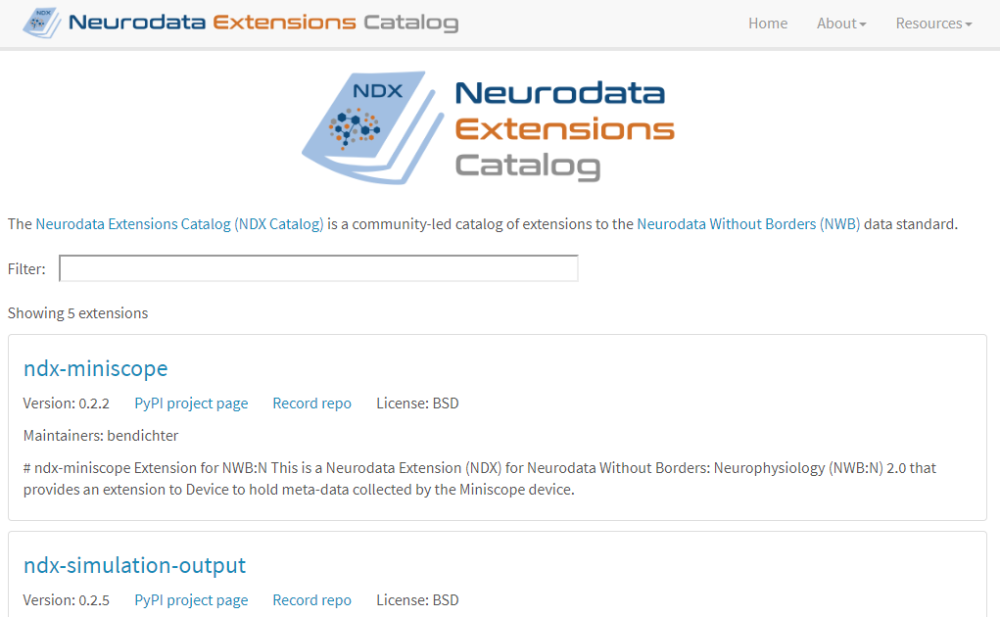 NDX Neurodata Extensions Catalog Home About Resources
NDX
Neurodata
Extensions
Catalog
The Neurodata Extensions Catalog (NDX Catalog) is a community-led catalog of extensions to the Neurodata Without Borders (NWB) data standard.
Filter:
Showing 5 extensions
ndx-miniscope
Version: 0.2.2 PyPI project page Record repo License: BSD
Maintainers: bendichter
# ndx-miniscope Extension for NWB:N This is a Neurodata Extension (NDX) for Neurodata Without Borders: Neurophysiology (NWB:N) 2.0 that
provides an extension to Device to hold meta-data collected by the Miniscope device.
ndx-simulation-output
Version: 0.2.5 PyPI project page Record repo License: BSD